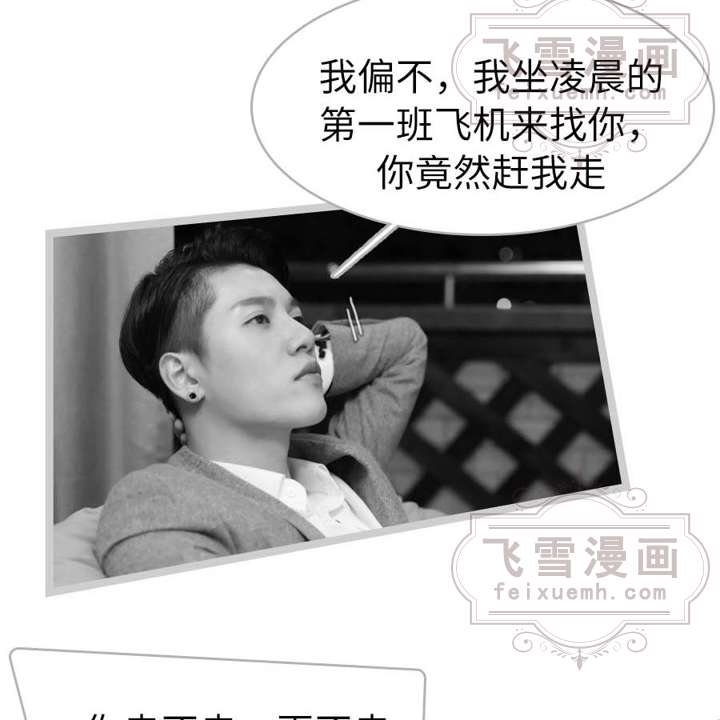 飞雪漫画
feixuemh.com
我偏不，我坐凌晨的
第一班飞机来找你，
你竟然赶我走
飞雪漫画
feixuemh.com